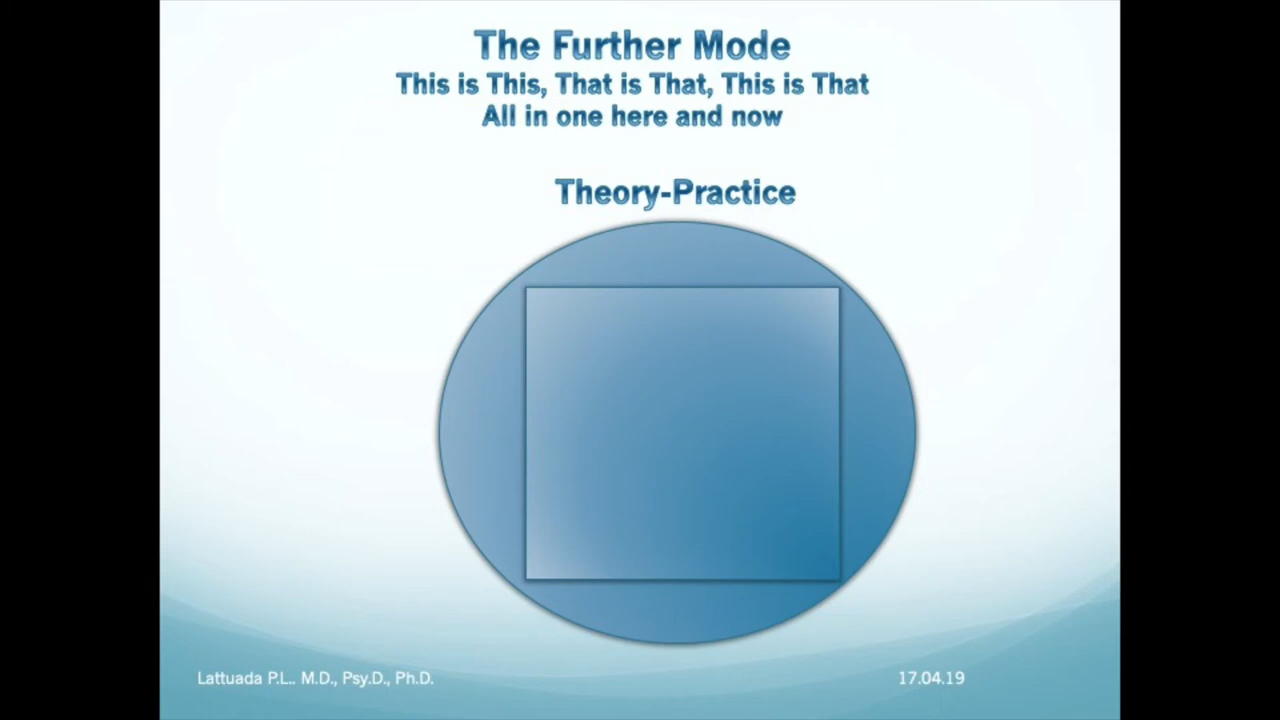 The Further Mode
This is This, That is That, This is That
All in one here and now
Theory-Practice
Lattuada P.L.. M.D., Psy.D., Ph.D.
17.04.19